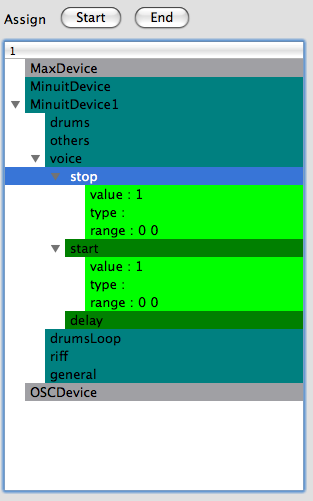 Assign Start End
1
MaxDevice
MinuitDevice
MinuitDevice1
drums
others
voice
stop
value : 1
type :
range : 0 0
start
value : 1
type :
range : 0 0
delay
drumsLoop
riff
general
OSCDevice